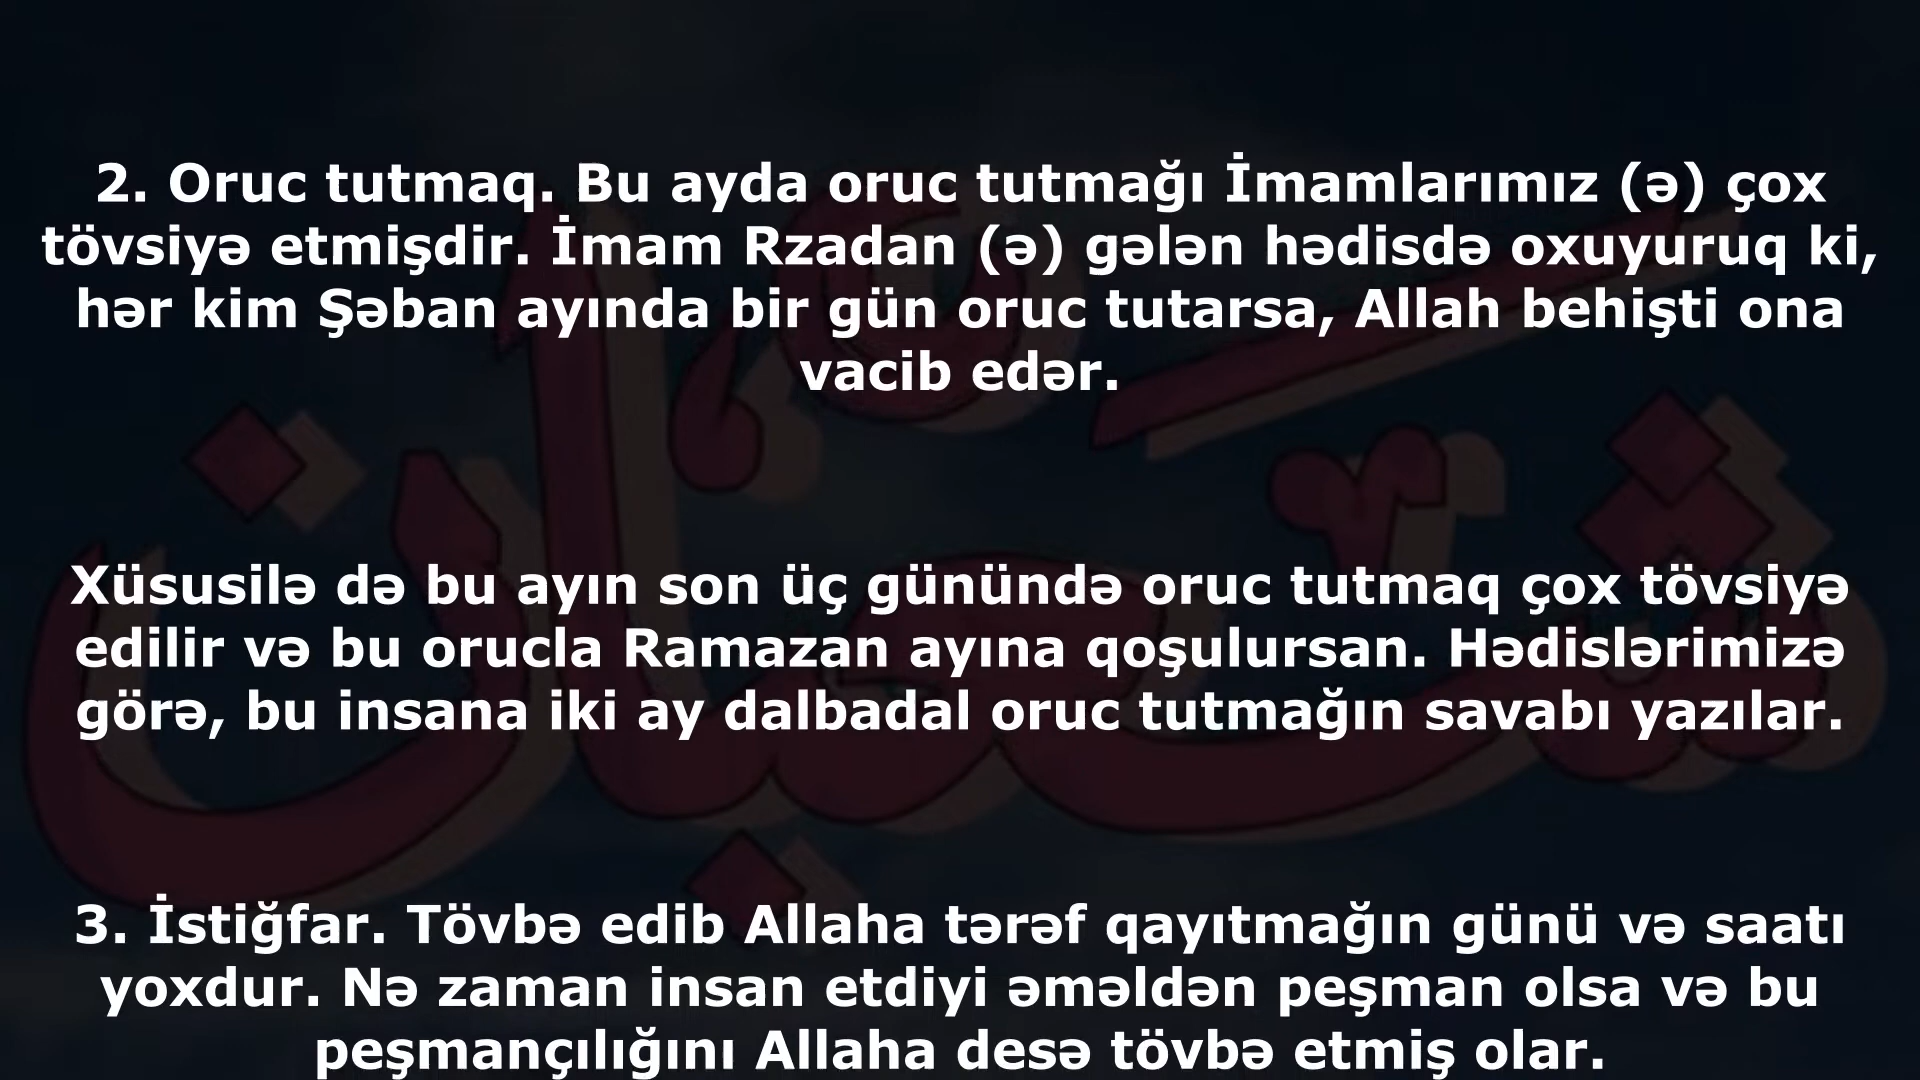 2. Oruc tutmaq. Bu ayda oruc tutmağı İmamlarımız (ə) çox
tövsiyə etmişdir. İmam Rzadan (ə) gələn hədisdə oxuyuruq ki,
hər kim Şəban ayında bir gün oruc tutarsa, Allah behişti ona
vacib edər.
Xüsusilə də bu ayın son üç günündə oruc tutmaq çox tövsiyə
edilir və bu orucla Ramazan ayına qoşulursan. Hədislərimizə
görə, bu insana iki ay dalbadal oruc tutmağın savabı yazılar.
3. İstiğfar. Tövbə edib Allaha tərəf qayıtmağın günü və saatı
yoxdur. Nə zaman insan etdiyi əməldən peşman olsa və bu
peşmançılığını Allaha desə tövbə etmiş olar.
شعبان